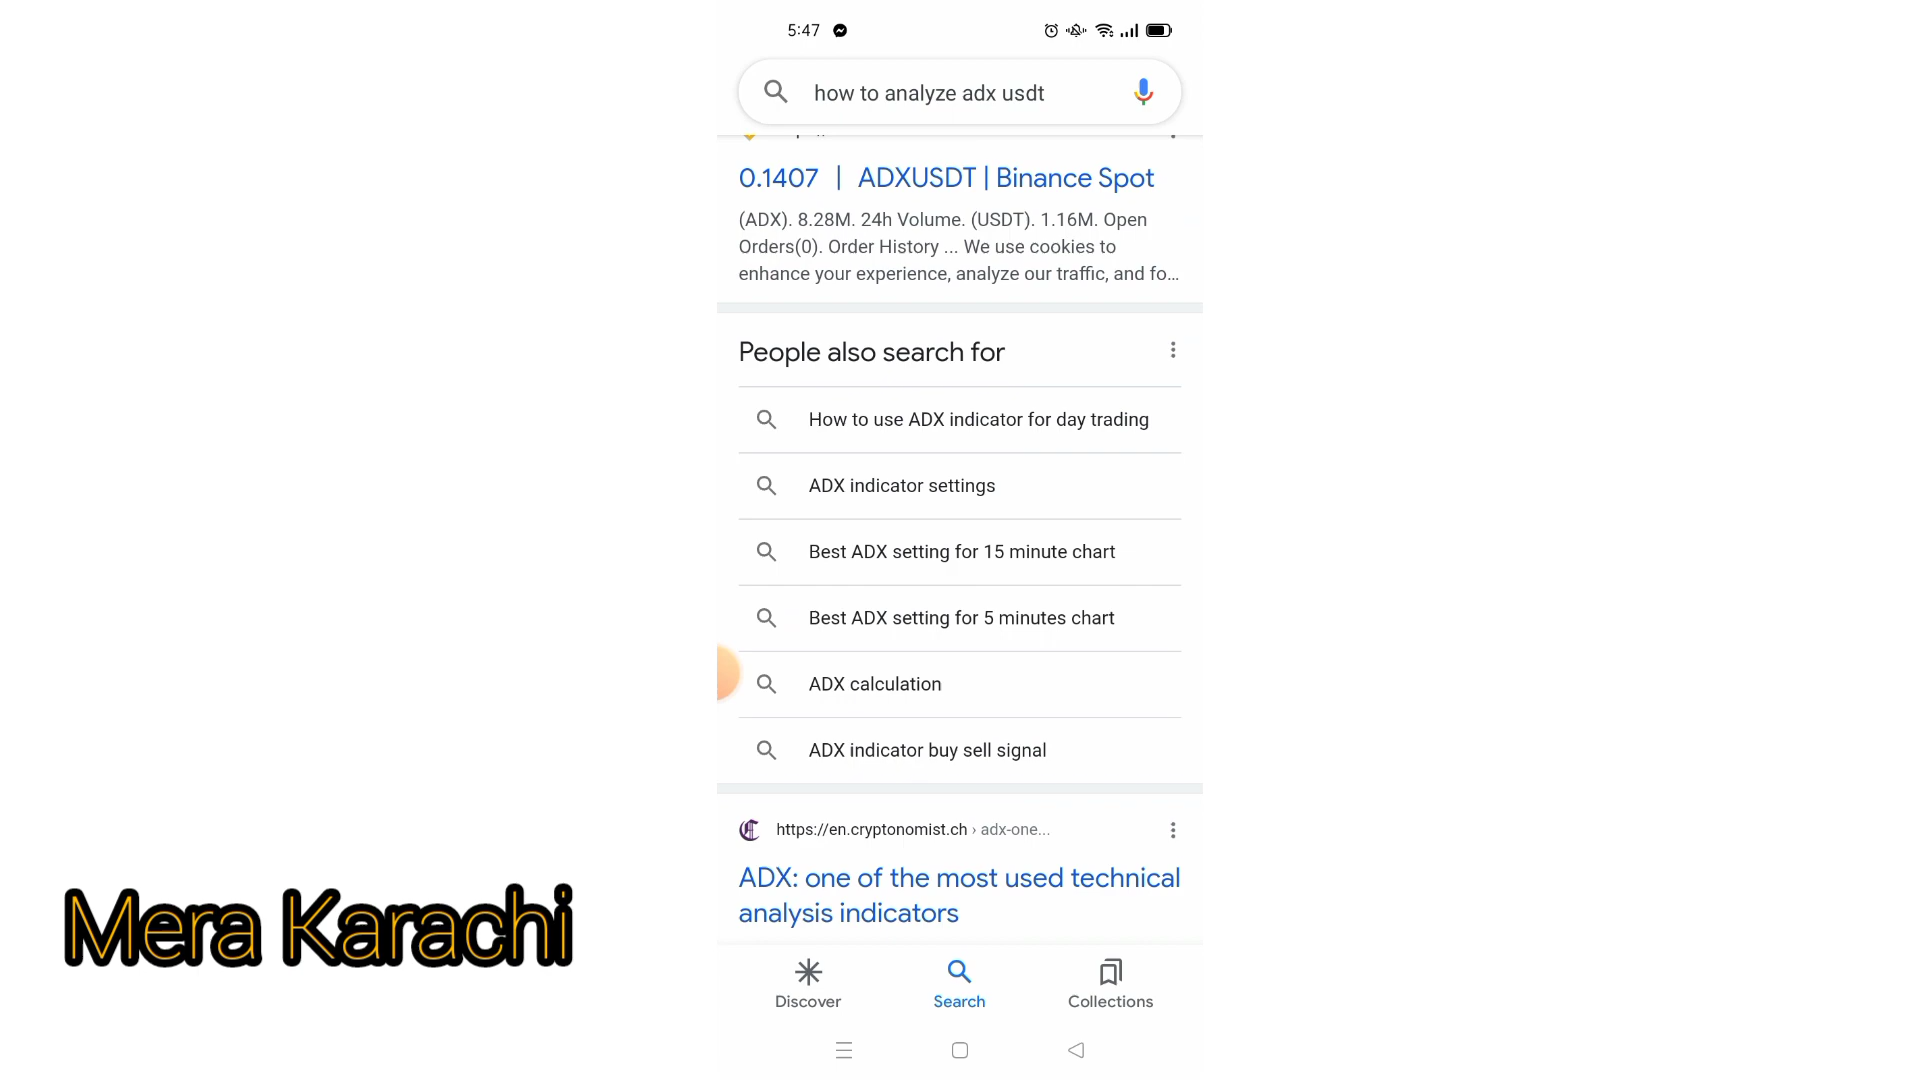 5:47
how to analyze adx usdt
0.1407 | ADXUSDT | Binance Spot
(ADX). 8.28M. 24h Volume. (USDT). 1.16M. Open
Orders(0). Order History ... We use cookies to
enhance your experience, analyze our traffic, and fo...
People also search for
How to use ADX indicator for day trading
ADX indicator settings
Best ADX setting for 15 minute chart
Best ADX setting for 5 minutes chart
ADX calculation
ADX indicator buy sell signal
https://en.cryptonomist.ch › adx-one...
ADX: one of the most used technical
analysis indicators
Mera Karachi
Discover
Search
Collections